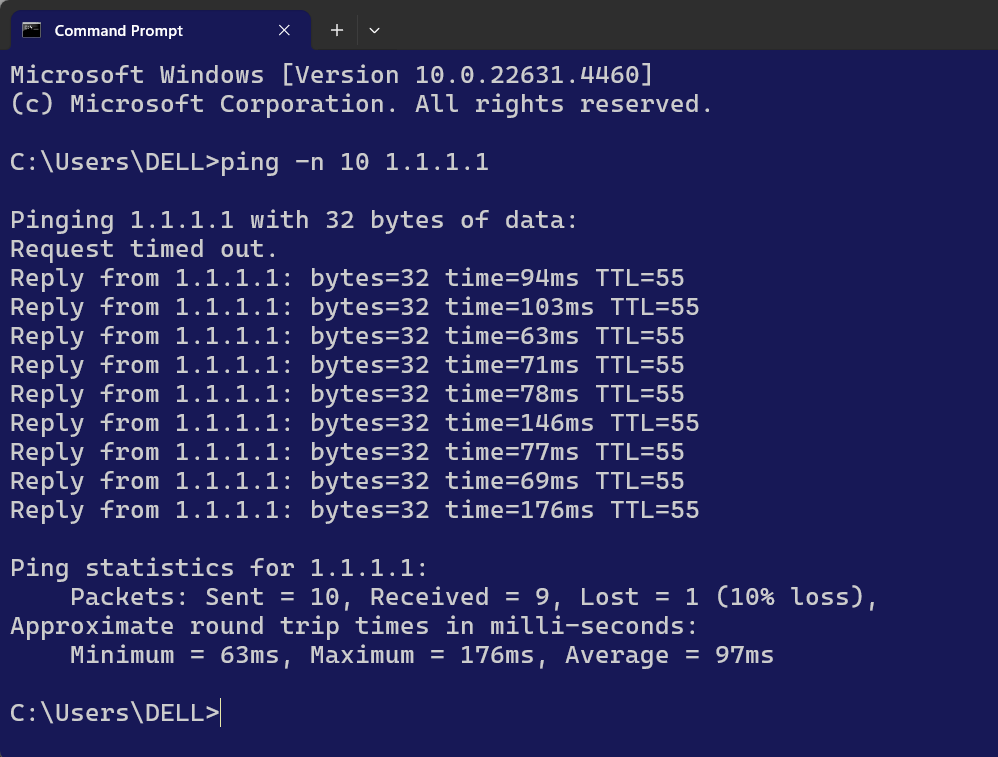 Command Prompt
Microsoft Windows [Version 10.0.22631.4460]
(c) Microsoft Corporation. All rights reserved.
C:\Users\DELL>ping -n 10 1.1.1.1
Pinging 1.1.1.1 with 32 bytes of data:
Request timed out.
Reply from 1.1.1.1: bytes=32 time=94ms TTL=55
Reply from 1.1.1.1: bytes=32 time=103ms TTL=55
Reply from 1.1.1.1: bytes=32 time=63ms TTL=55
Reply from 1.1.1.1: bytes=32 time=71ms TTL=55
Reply from 1.1.1.1: bytes=32 time=78ms TTL=55
Reply from 1.1.1.1: bytes=32 time=146ms TTL=55
Reply from 1.1.1.1: bytes=32 time=77ms TTL=55
Reply from 1.1.1.1: bytes=32 time=69ms TTL=55
Reply from 1.1.1.1: bytes=32 time=176ms TTL=55
Ping statistics for 1.1.1.1:
    Packets: Sent = 10, Received = 9, Lost = 1 (10% loss),
Approximate round trip times in milli-seconds:
    Minimum = 63ms, Maximum = 176ms, Average = 97ms
C:\Users\DELL>